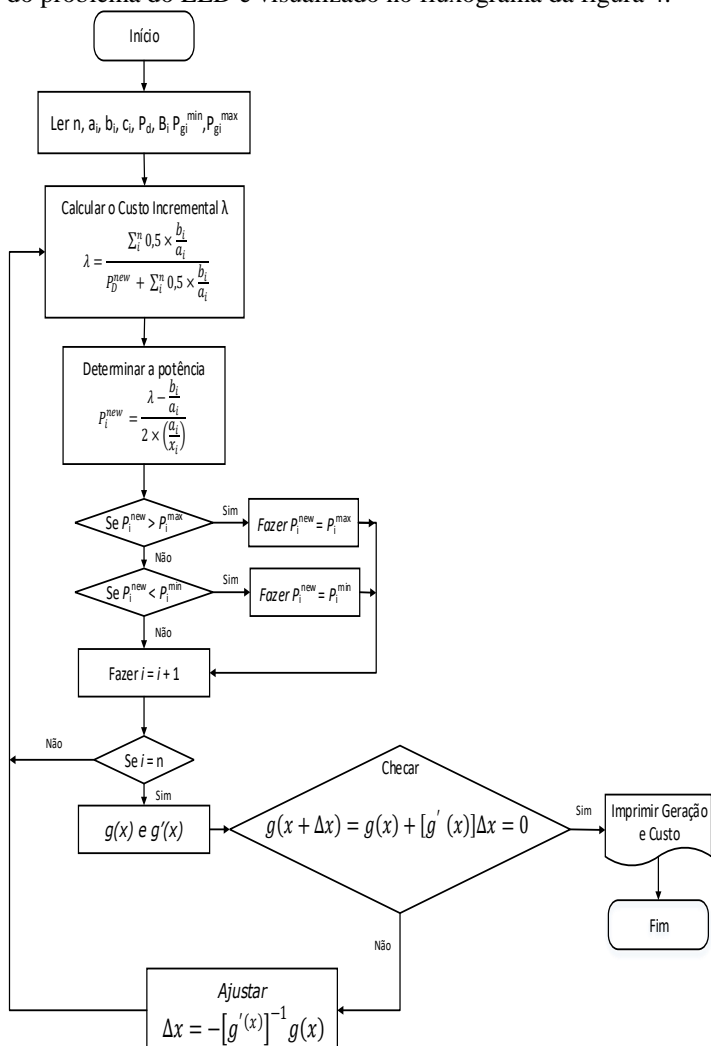 do problema do EED é visualizado no fluxograma da figura 4.
Início
Ler n, aᵢ, bᵢ, cᵢ, P_d, Bᵢ P_gi^min, P_gi^max
Calcular o Custo Incremental λ
λ = (∑ᵢⁿ 0,5 × bᵢ/aᵢ) / (P_D^new + ∑ᵢⁿ 0,5 × bᵢ/aᵢ)
Determinar a potência
Pᵢ^new = (λ − bᵢ/aᵢ) / (2 × (aᵢ/xᵢ))
Se Pᵢ^new > Pᵢ^max
Sim
Fazer Pᵢ^new = Pᵢ^max
Não
Se Pᵢ^new < Pᵢ^min
Sim
Fazer Pᵢ^new = Pᵢ^min
Não
Fazer i = i + 1
Não
Se i = n
Sim
g(x) e g’(x)
Checar
g(x + Δx) = g(x) + [g′ (x)]Δx = 0
Sim
Imprimir Geração
e Custo
Fim
Não
Ajustar
Δx = −[g′(x)]⁻¹ g(x)